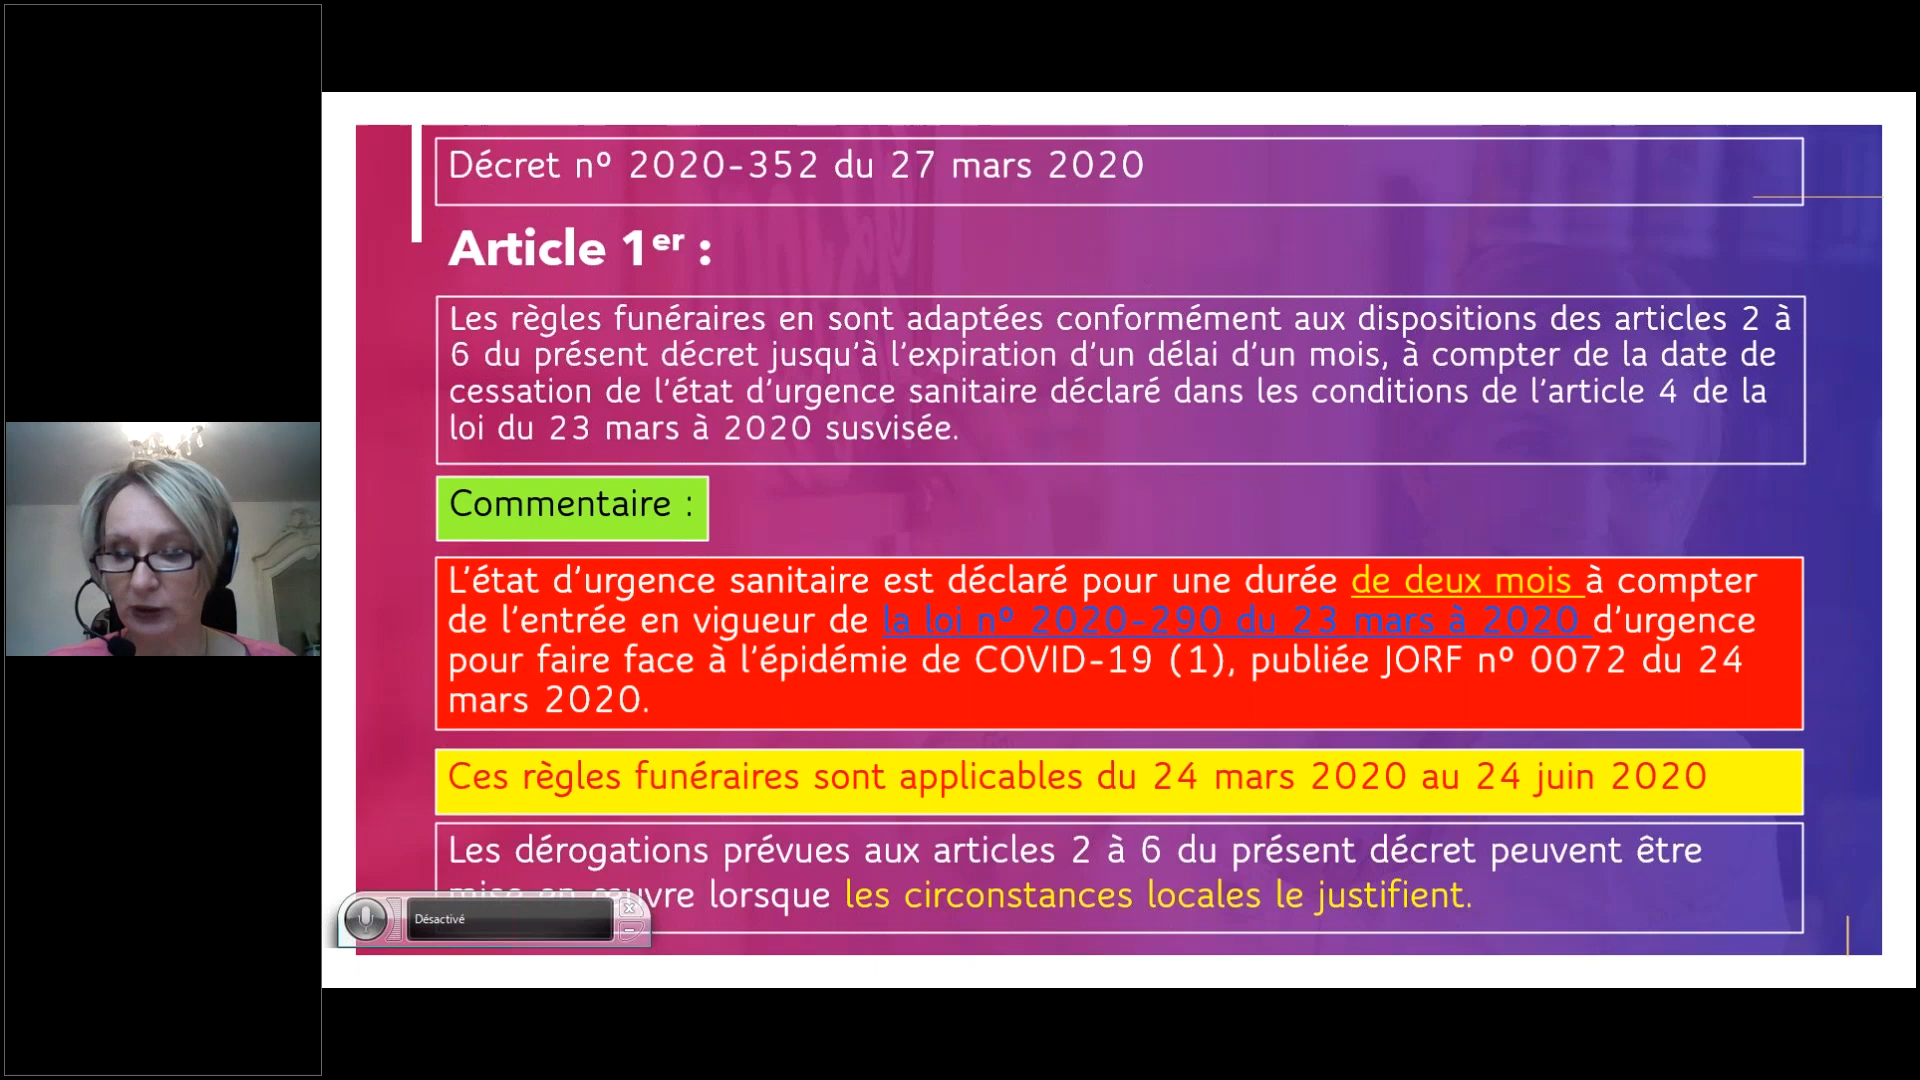 Décret nº 2020-352 du 27 mars 2020
Article 1er :
Les règles funéraires en sont adaptées conformément aux dispositions des articles 2 à
6 du présent décret jusqu’à l’expiration d’un délai d’un mois, à compter de la date de
cessation de l’état d’urgence sanitaire déclaré dans les conditions de l’article 4 de la
loi du 23 mars à 2020 susvisée.
Commentaire :
L’état d’urgence sanitaire est déclaré pour une durée de deux mois à compter
de l’entrée en vigueur de la loi nº 2020-290 du 23 mars à 2020 d’urgence
pour faire face à l’épidémie de COVID-19 (1), publiée JORF nº 0072 du 24
mars 2020.
Ces règles funéraires sont applicables du 24 mars 2020 au 24 juin 2020
Les dérogations prévues aux articles 2 à 6 du présent décret peuvent être
mise en œuvre lorsque les circonstances locales le justifient.
Désactivé